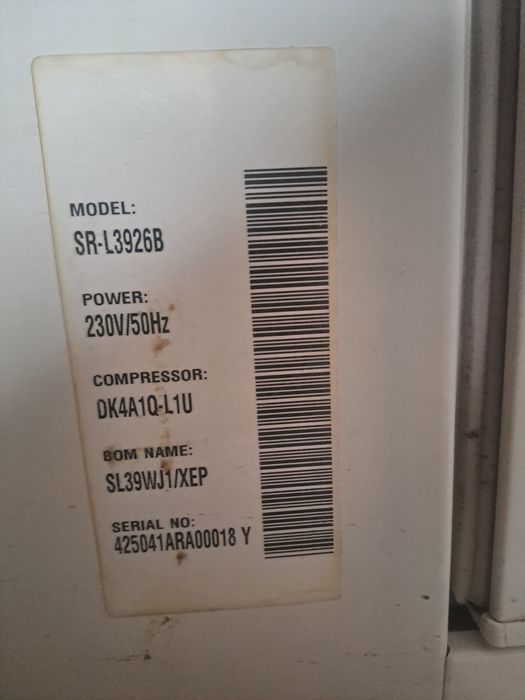 MODEL:
SR-L3926B
POWER:
230V/50Hz
COMPRESSOR:
DK4A1Q-L1U
BOM NAME:
SL39WJ1/XEP
SERIAL NO:
425041ARA00018 Y